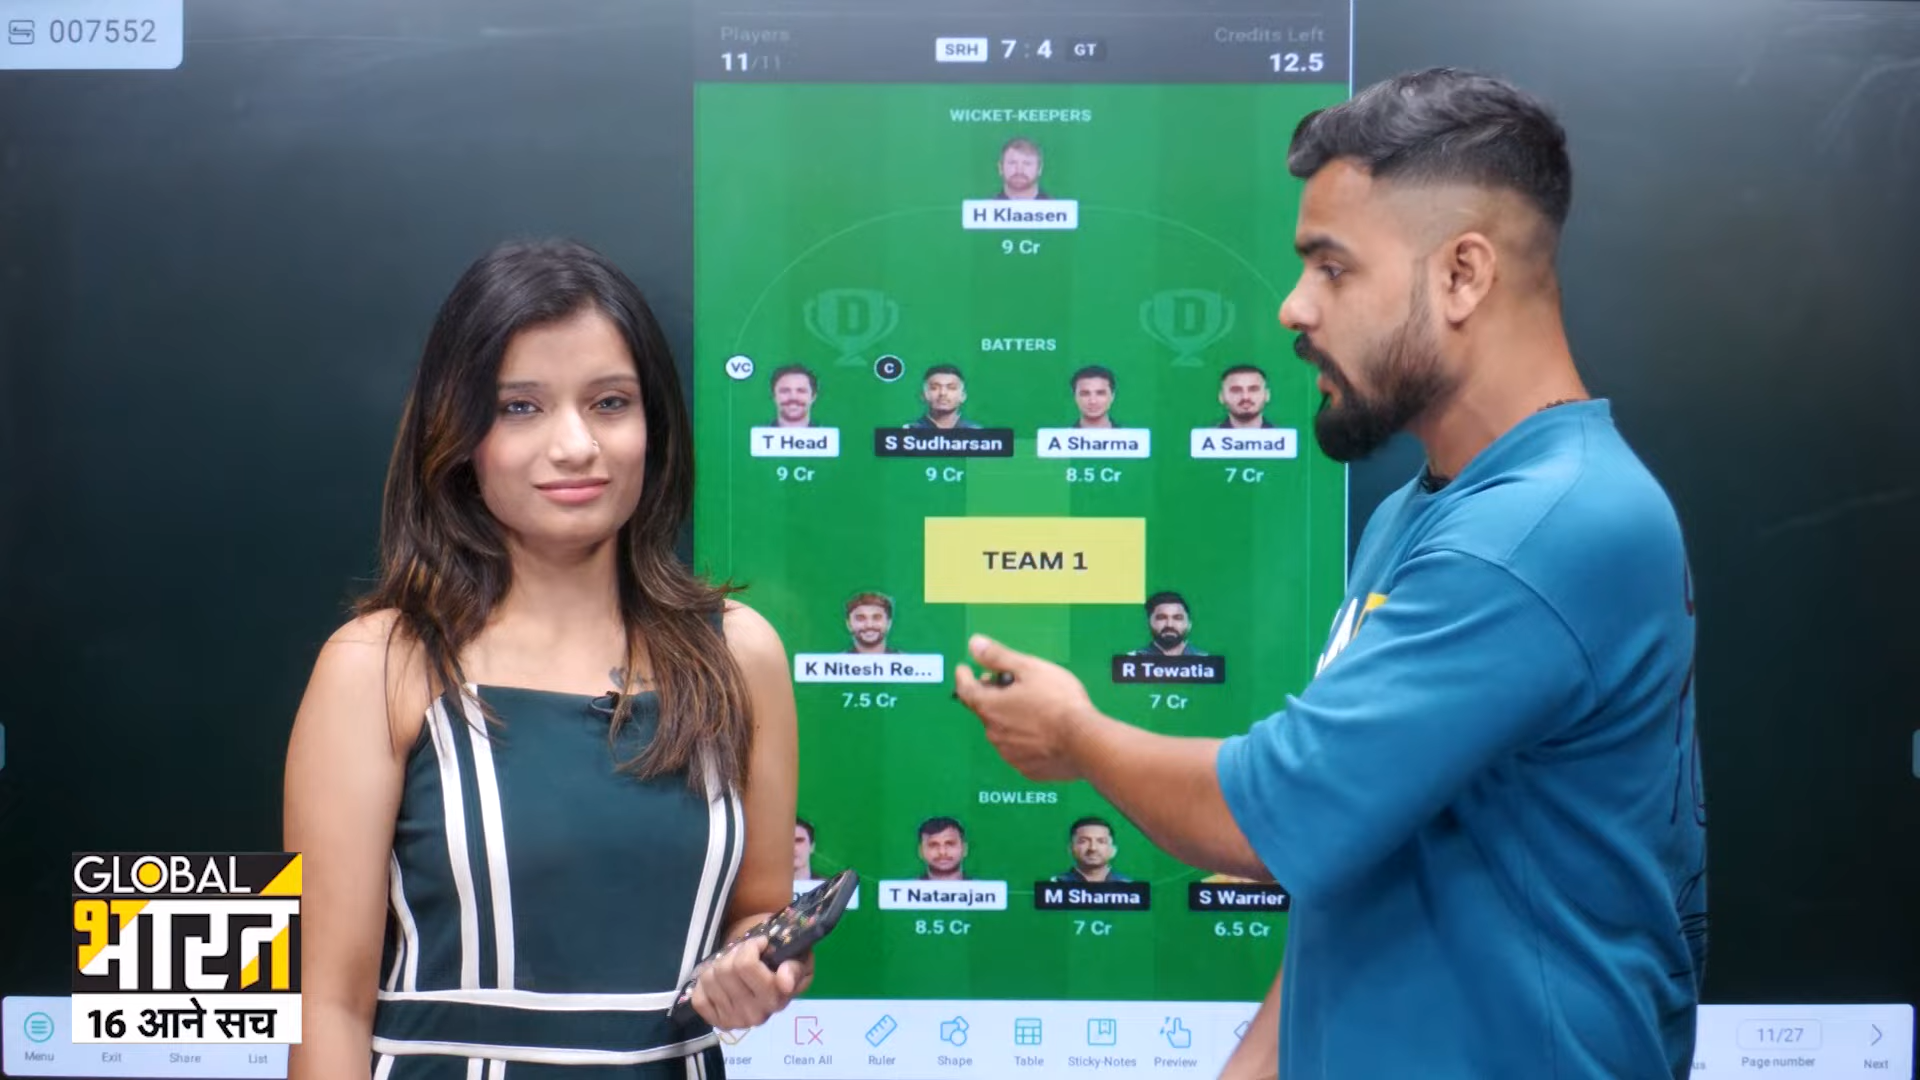 007552
Players
11/11
SRH 7 : 4 GT
Credits Left
12.5
WICKET-KEEPERS
H Klaasen
9 Cr
D D
BATTERS
VC C
T Head S Sudharsan A Sharma A Samad
9 Cr 9 Cr 8.5 Cr 7 Cr
TEAM 1
K Nitesh Re... R Tewatia
7.5 Cr 7 Cr
BOWLERS
T Natarajan M Sharma S Warrier
8.5 Cr 7 Cr 6.5 Cr
GLOBAL
भारत
16 आने सच
Menu Exit Share List Clean All Ruler Shape Table Sticky-Notes Preview
11/27
Page number
Next